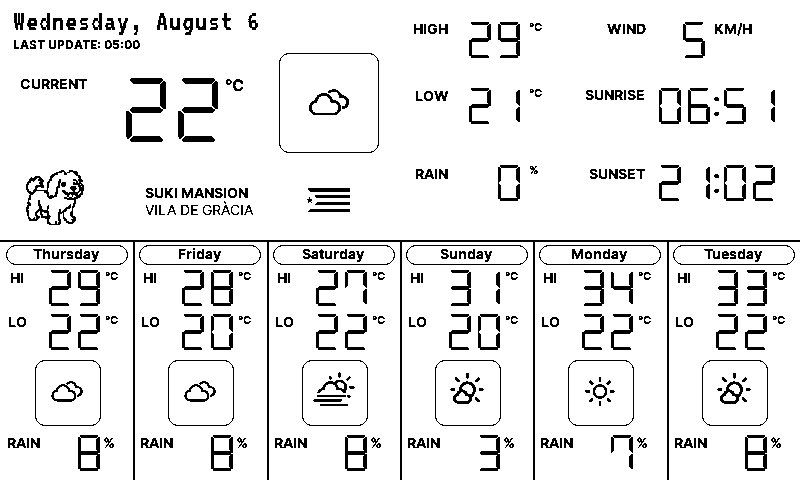 Wednesday, August 6
LAST UPDATE: 05:00
CURRENT 22 °C
HIGH 29 °C
WIND 5 KM/H
LOW 21 °C
SUNRISE 06:51
RAIN 0 %
SUNSET 21:02
SUKI MANSION
VILA DE GRÀCIA
Thursday
HI 29 °C
LO 22 °C
RAIN 8 %
Friday
HI 28 °C
LO 20 °C
RAIN 8 %
Saturday
HI 27 °C
LO 22 °C
RAIN 8 %
Sunday
HI 31 °C
LO 20 °C
RAIN 3 %
Monday
HI 34 °C
LO 22 °C
RAIN 7 %
Tuesday
HI 33 °C
LO 22 °C
RAIN 8 %